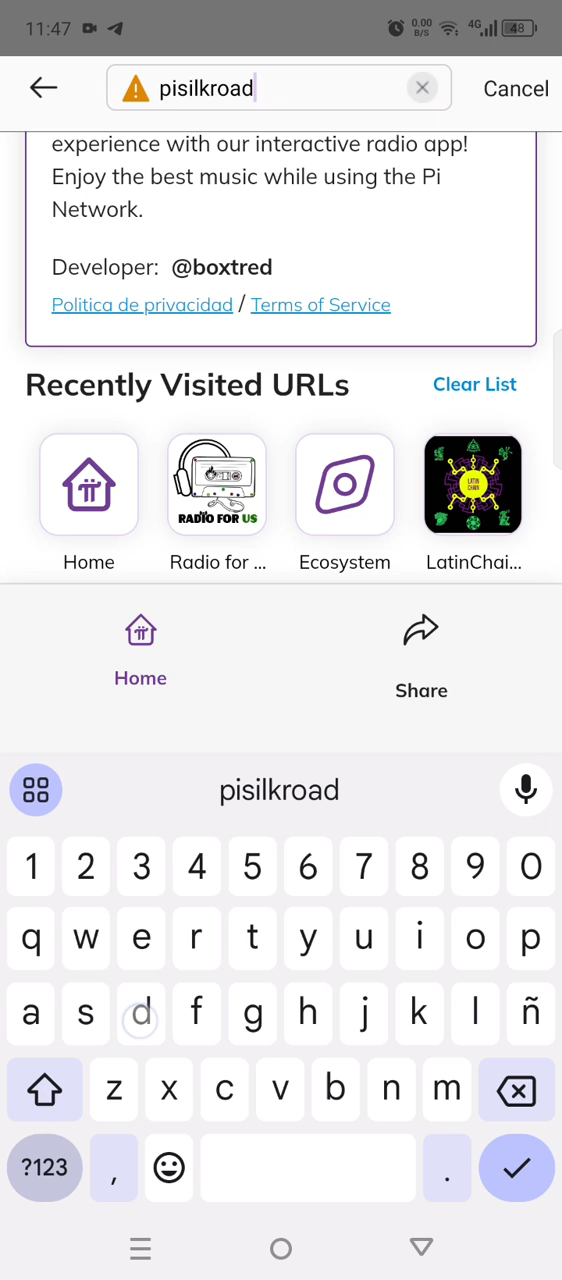 11:47 0.00 B/S 4G 48
pisilkroad Cancel
experience with our interactive radio app!
Enjoy the best music while using the Pi
Network.
Developer: @boxtred
Politica de privacidad / Terms of Service
Recently Visited URLs Clear List
RADIO FOR US LATIN CHAIN
Home Radio for ... Ecosystem LatinChai...
Home Share
pisilkroad
1 2 3 4 5 6 7 8 9 0
q w e r t y u i o p
a s d f g h j k l ñ
z x c v b n m
?123 , .